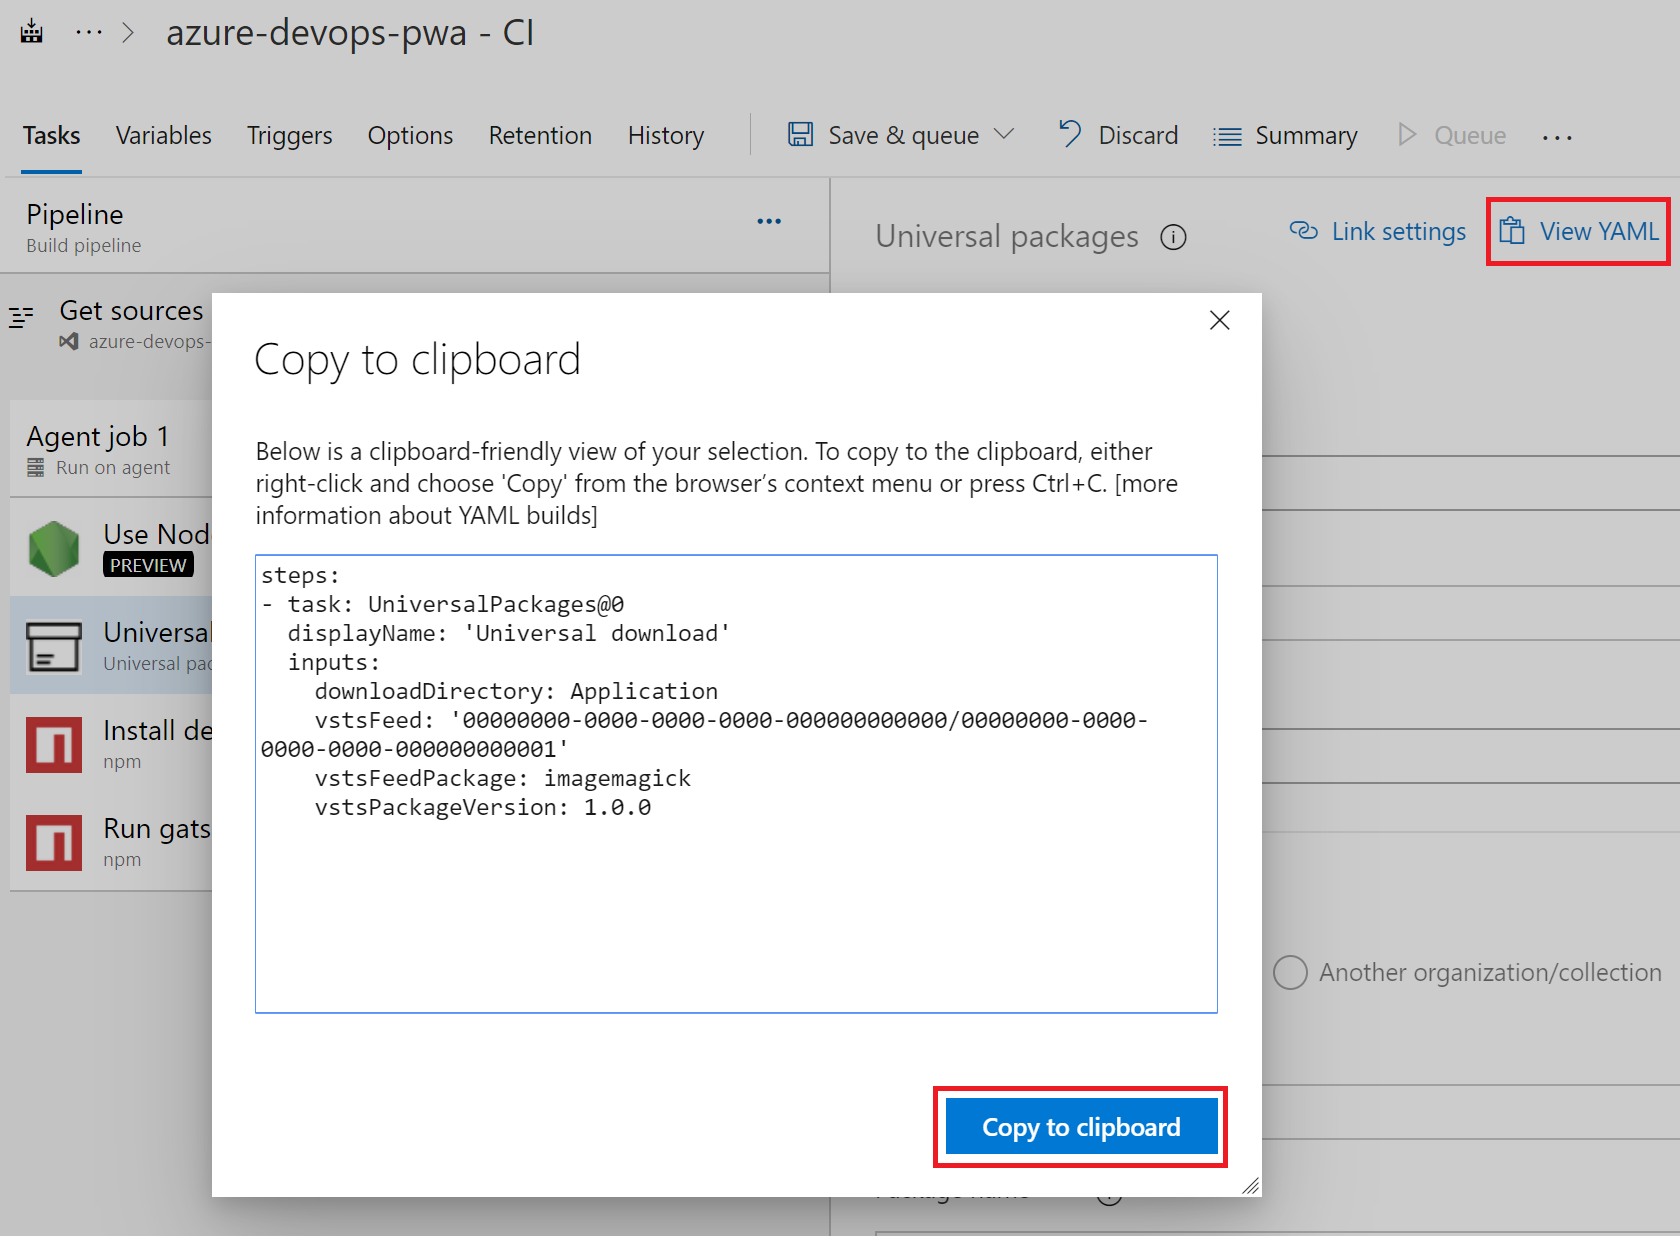 azure-devops-pwa - CI
Tasks
Variables
Triggers
Options
Retention
History
Save & queue
Discard
Summary
Queue
Pipeline
Build pipeline
Universal packages
Link settings
View YAML
Get sources
azure-devops-
Agent job 1
Run on agent
Use Nod
PREVIEW
Universal
Universal pac
Install de
npm
Run gats
npm
Copy to clipboard
Below is a clipboard-friendly view of your selection. To copy to the clipboard, either
right-click and choose 'Copy' from the browser’s context menu or press Ctrl+C. [more
information about YAML builds]
steps:
- task: UniversalPackages@0
  displayName: 'Universal download'
  inputs:
    downloadDirectory: Application
    vstsFeed: '00000000-0000-0000-0000-000000000000/00000000-0000-
0000-0000-000000000001'
    vstsFeedPackage: imagemagick
    vstsPackageVersion: 1.0.0
Another organization/collection
Copy to clipboard